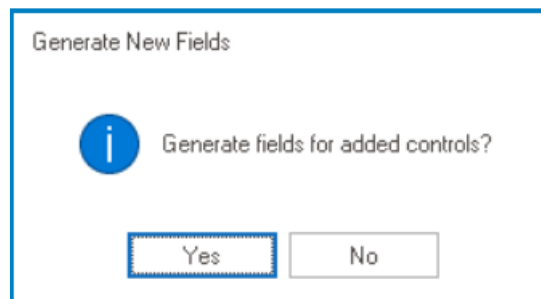 Generate New Fields
Generate fields for added controls?
Yes
No